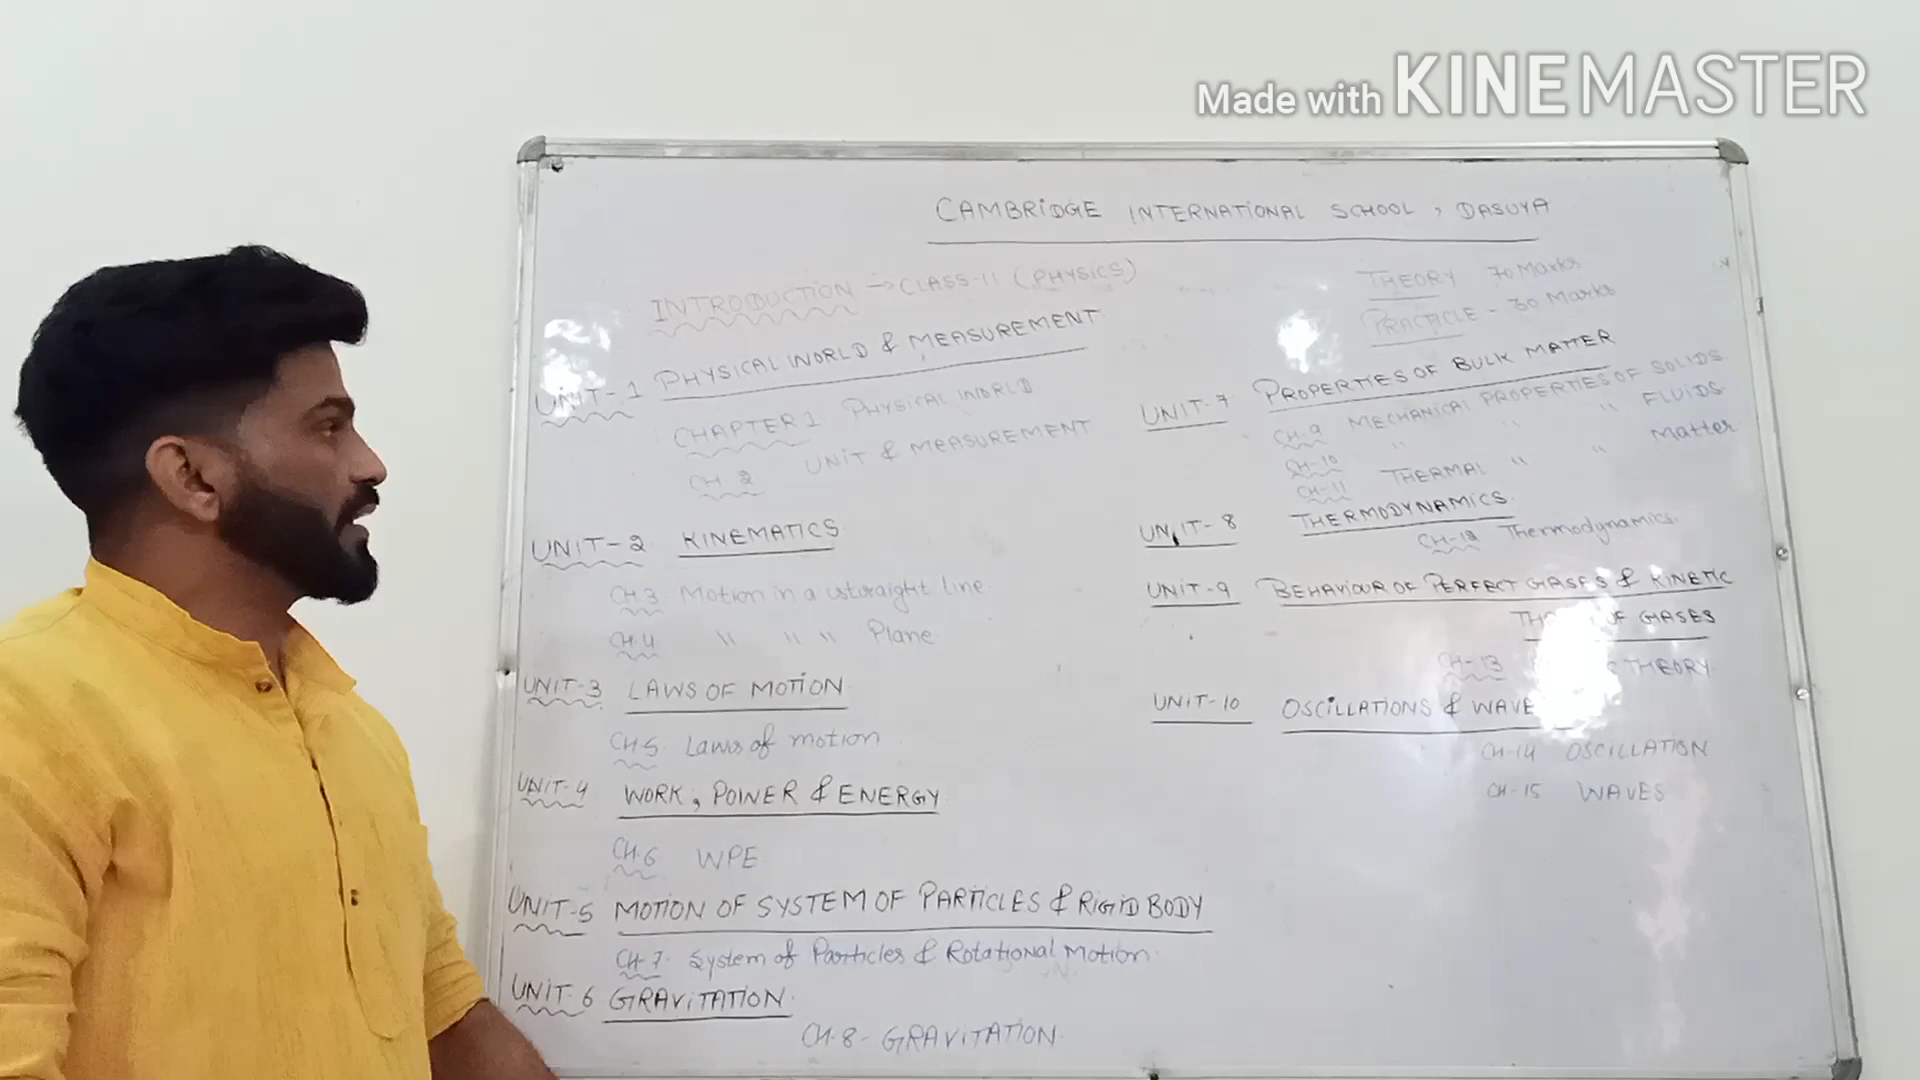 Made with KINEMASTER
CAMBRIDGE INTERNATIONAL SCHOOL, DASUYA
INTRODUCTION → CLASS-11 (PHYSICS)
THEORY 70 Marks
PRACTICLE - 30 Marks
UNIT-1 PHYSICAL WORLD & MEASUREMENT
CHAPTER 1 PHYSICAL WORLD
CH 2 UNIT & MEASUREMENT
UNIT-2 KINEMATICS
CH 3 Motion in a straight line.
CH 4 " " " Plane
UNIT-3 LAWS OF MOTION
CH 5 Laws of motion
UNIT-4 WORK, POWER & ENERGY
CH 6 WPE
UNIT-5 MOTION OF SYSTEM OF PARTICLES & RIGID BODY
CH-7 System of Particles & Rotational Motion.
UNIT-6 GRAVITATION
CH-8 - GRAVITATION.
UNIT-7 PROPERTIES OF BULK MATTER
CH-9 MECHANICAL PROPERTIES OF SOLIDS
CH-10 " " " FLUIDS
CH-11 THERMAL " " Matter
UNIT-8 THERMODYNAMICS
CH-12 Thermodynamics.
UNIT-9 BEHAVIOUR OF PERFECT GASES & KINETIC
OF GASES
CH-13 THEORY
UNIT-10 OSCILLATIONS & WAVE
CH-14 OSCILLATION
CH-15 WAVES